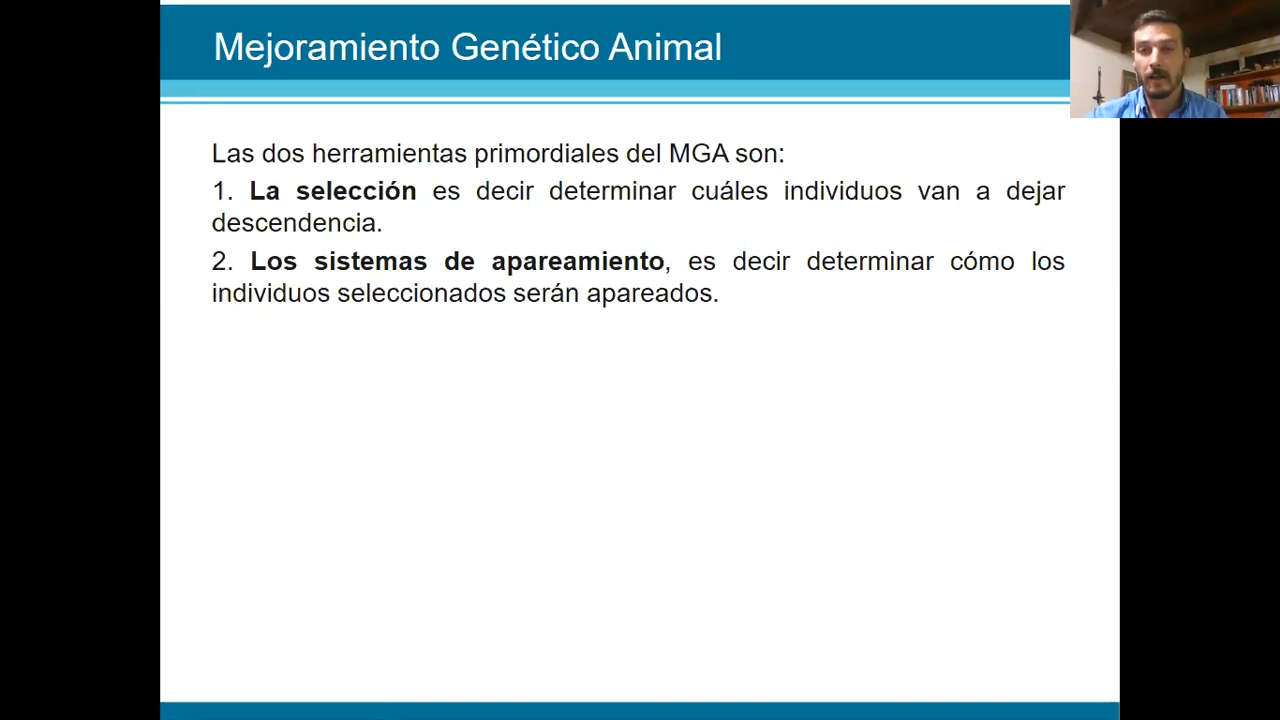 Mejoramiento Genético Animal
Las dos herramientas primordiales del MGA son:
1. La selección es decir determinar cuáles individuos van a dejar
descendencia.
2. Los sistemas de apareamiento, es decir determinar cómo los
individuos seleccionados serán apareados.